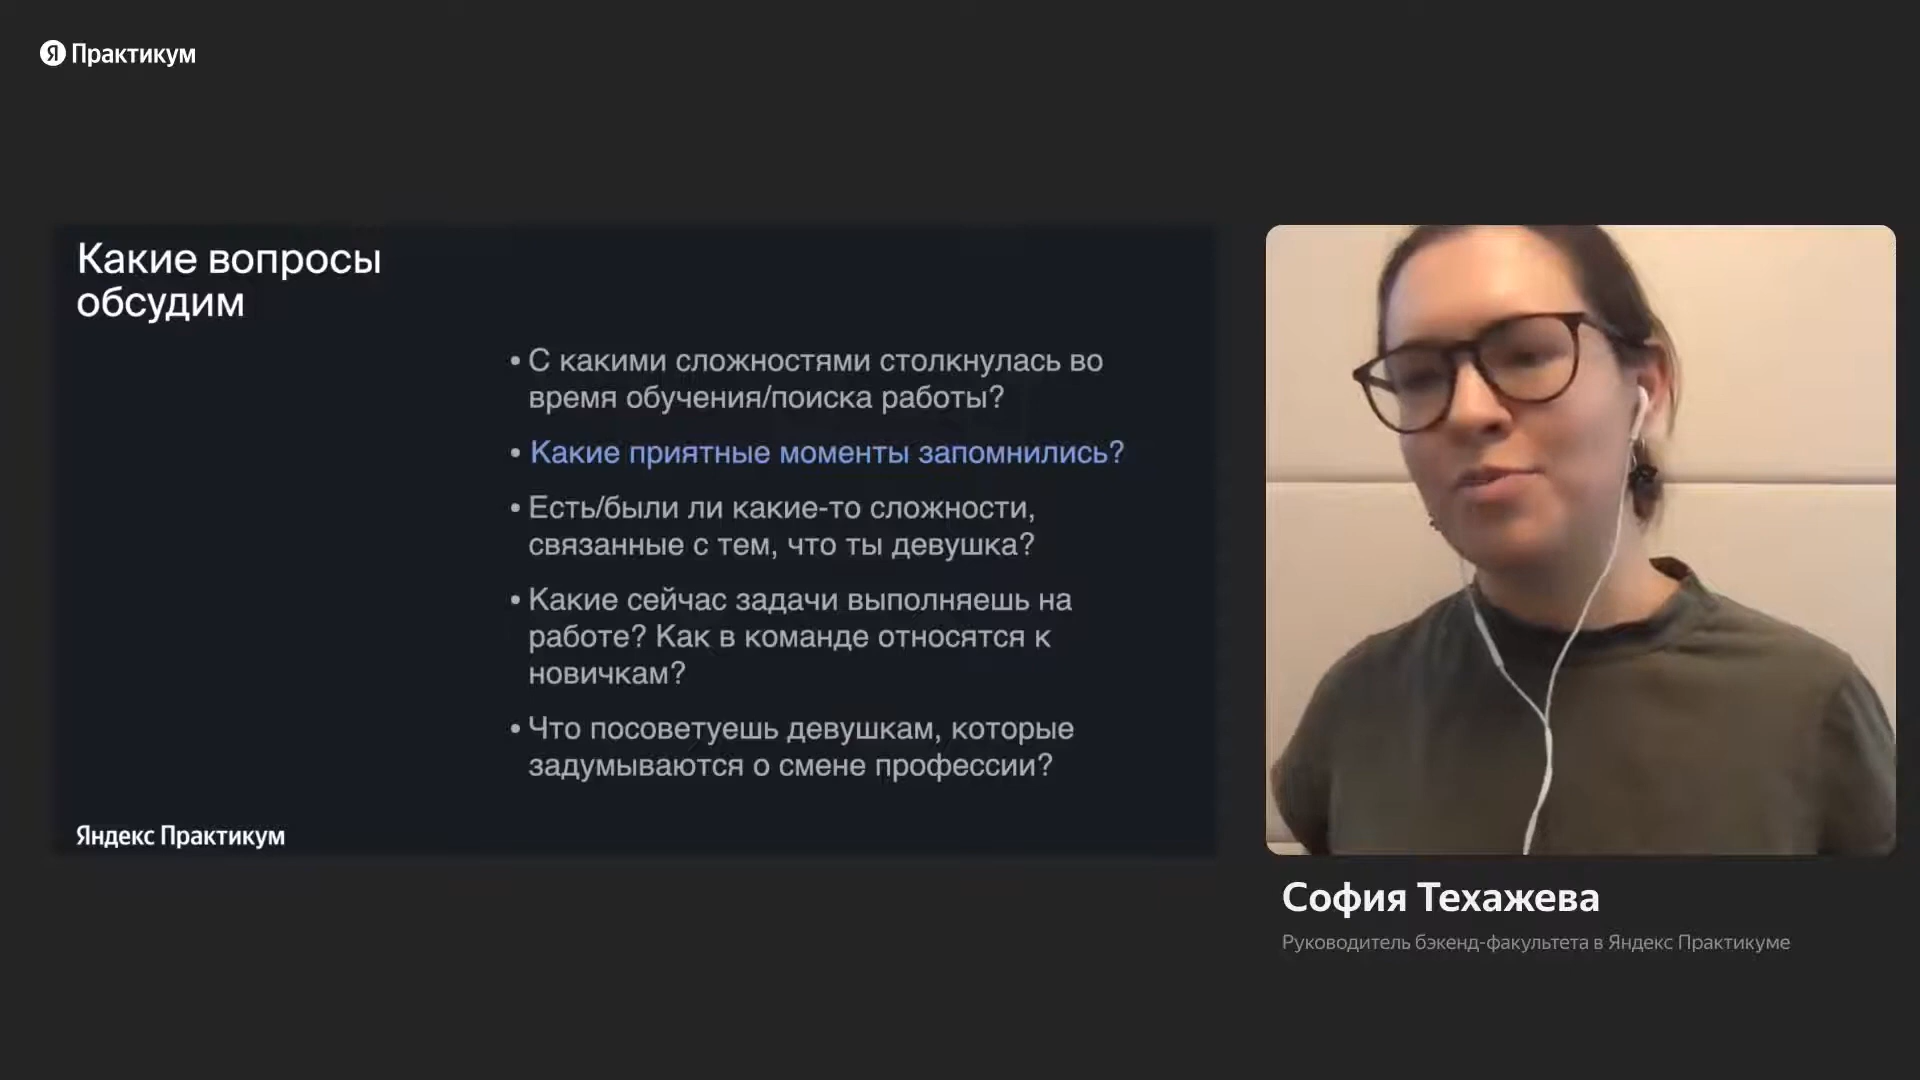 Я Практикум
Какие вопросы
обсудим
• С какими сложностями столкнулась во
время обучения/поиска работы?
• Какие приятные моменты запомнились?
• Есть/были ли какие-то сложности,
связанные с тем, что ты девушка?
• Какие сейчас задачи выполняешь на
работе? Как в команде относятся к
новичкам?
• Что посоветуешь девушкам, которые
задумываются о смене профессии?
Яндекс Практикум
София Техажева
Руководитель бэкенд-факультета в Яндекс Практикуме